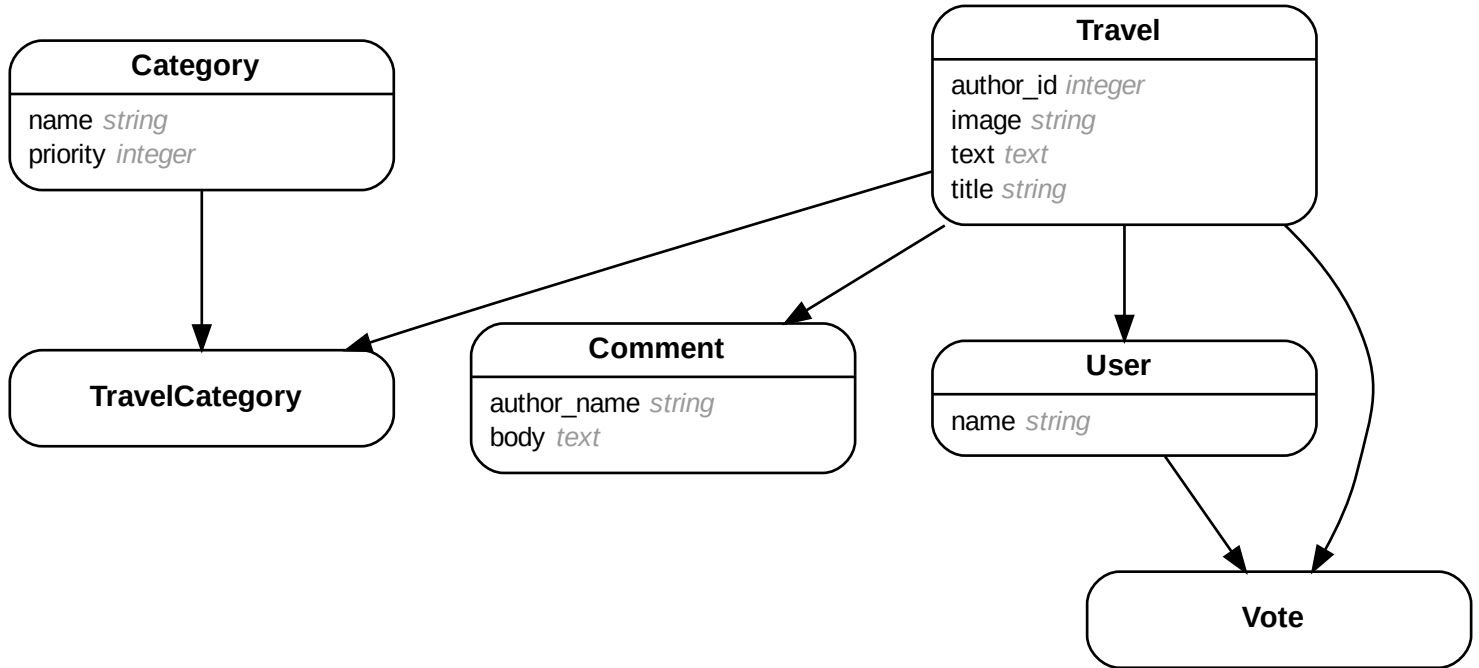 Category
name string
priority integer
Travel
author_id integer
image string
text text
title string
TravelCategory
Comment
author_name string
body text
User
name string
Vote